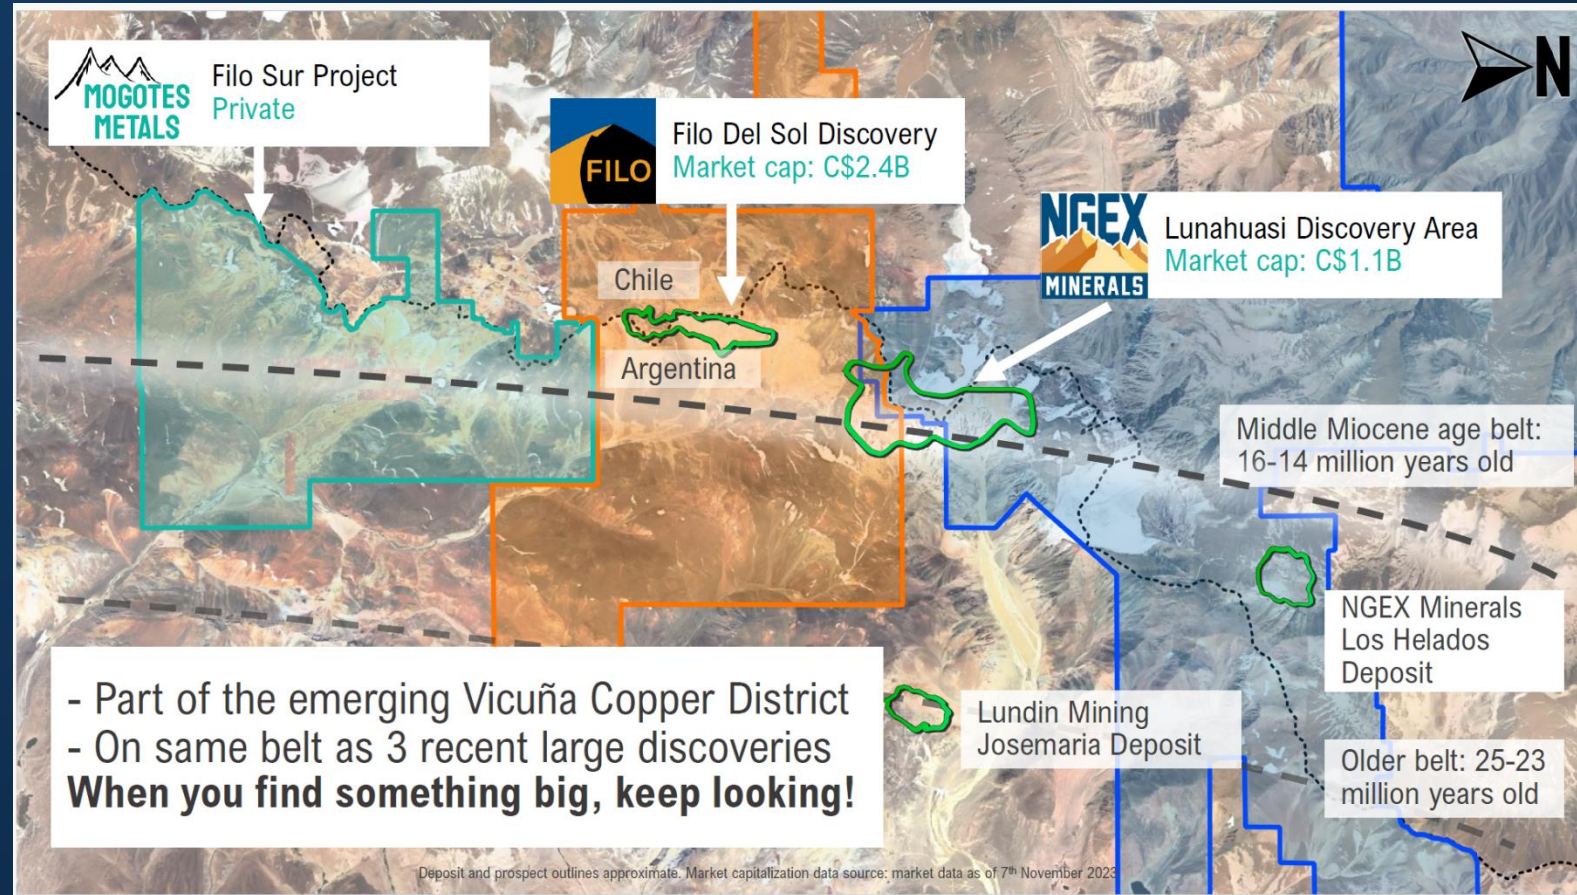 MOGOTES
METALS
Filo Sur Project
Private
FILO
Filo Del Sol Discovery
Market cap: C$2.4B
N
NGEX
MINERALS
Lunahuasi Discovery Area
Market cap: C$1.1B
Chile
Argentina
Middle Miocene age belt:
16-14 million years old
NGEX Minerals
Los Helados
Deposit
Lundin Mining
Josemaria Deposit
Older belt: 25-23
million years old
- Part of the emerging Vicuña Copper District
- On same belt as 3 recent large discoveries
When you find something big, keep looking!
Deposit and prospect outlines approximate. Market capitalization data source: market data as of 7th November 2023